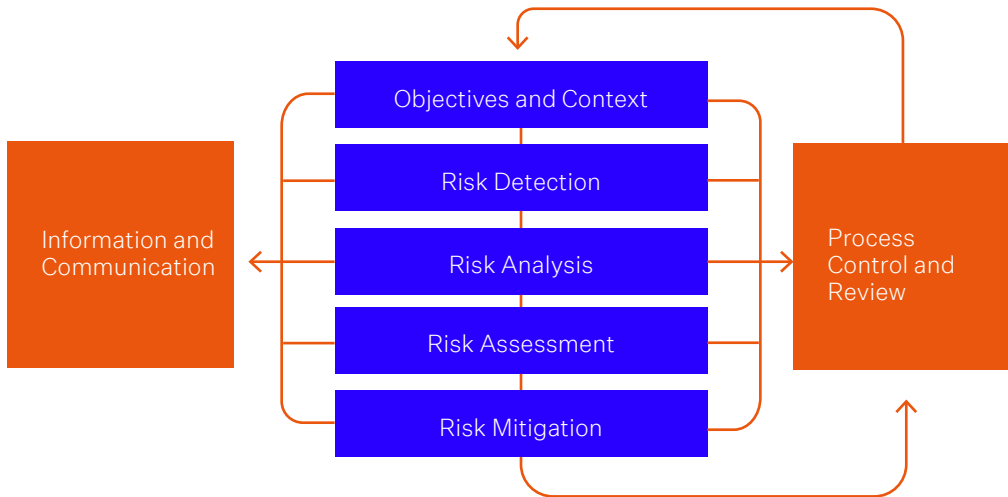 Objectives and Context
Risk Detection
Information and
Communication
Risk Analysis
Process
Control and
Review
Risk Assessment
Risk Mitigation